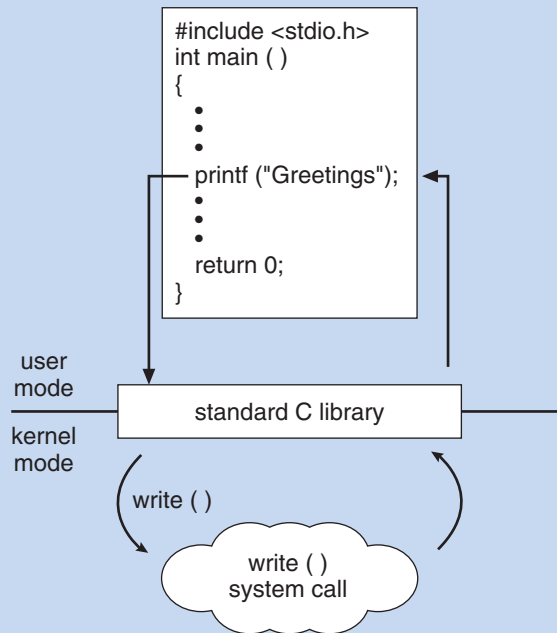 #include <stdio.h>
int main ( )
{
•
•
•
printf ("Greetings");
•
•
•
return 0;
}
user
mode
standard C library
kernel
mode
write ( )
write ( )
system call